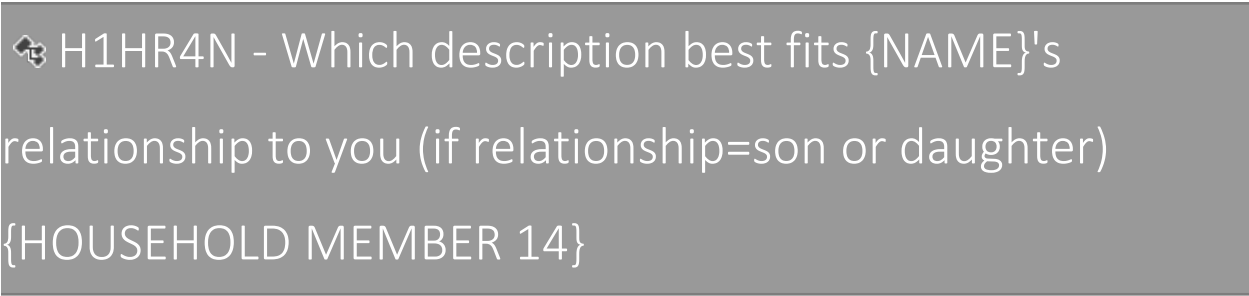 H1HR4N - Which description best fits {NAME}'s
relationship to you (if relationship=son or daughter)
{HOUSEHOLD MEMBER 14}